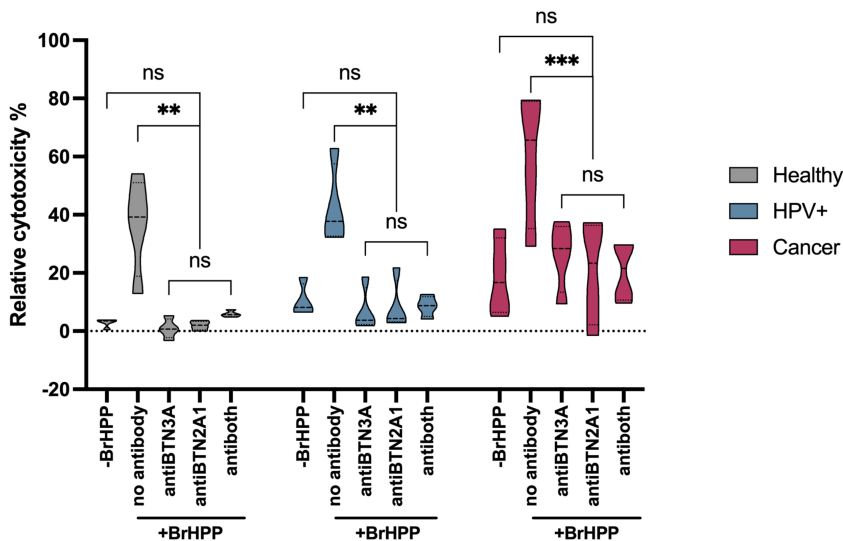 ns
ns
***
100
ns
ns
80
**
**
60
ns
40
ns
20
ns
0
-20
Relative cytotoxicity %
Healthy
HPV+
Cancer
-BrHPP
no antibody
antiBTN3A
antiBTN2A1
antiboth
-BrHPP
no antibody
antiBTN3A
antiBTN2A1
antiboth
-BrHPP
no antibody
antiBTN3A
antiBTN2A1
antiboth
+BrHPP
+BrHPP
+BrHPP